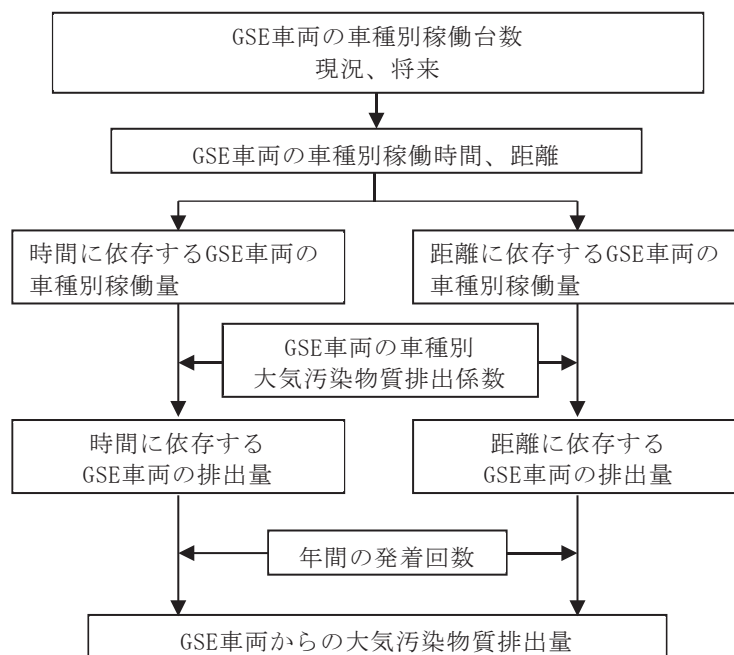 GSE車両の車種別稼働台数
現況、将来
GSE車両の車種別稼働時間、距離
時間に依存するGSE車両の
車種別稼働量
距離に依存するGSE車両の
車種別稼働量
GSE車両の車種別
大気汚染物質排出係数
時間に依存する
GSE車両の排出量
距離に依存する
GSE車両の排出量
年間の発着回数
GSE車両からの大気汚染物質排出量